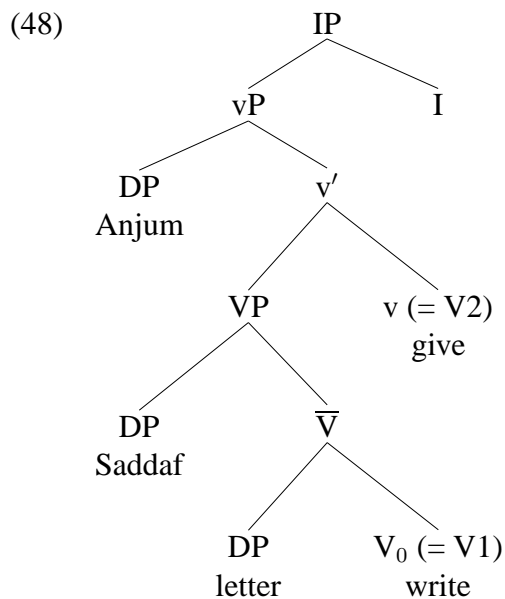 (48) IP
vP I
DP v′
Anjum
VP v (= V2)
give
DP V̅
Saddaf
DP V₀ (= V1)
letter write